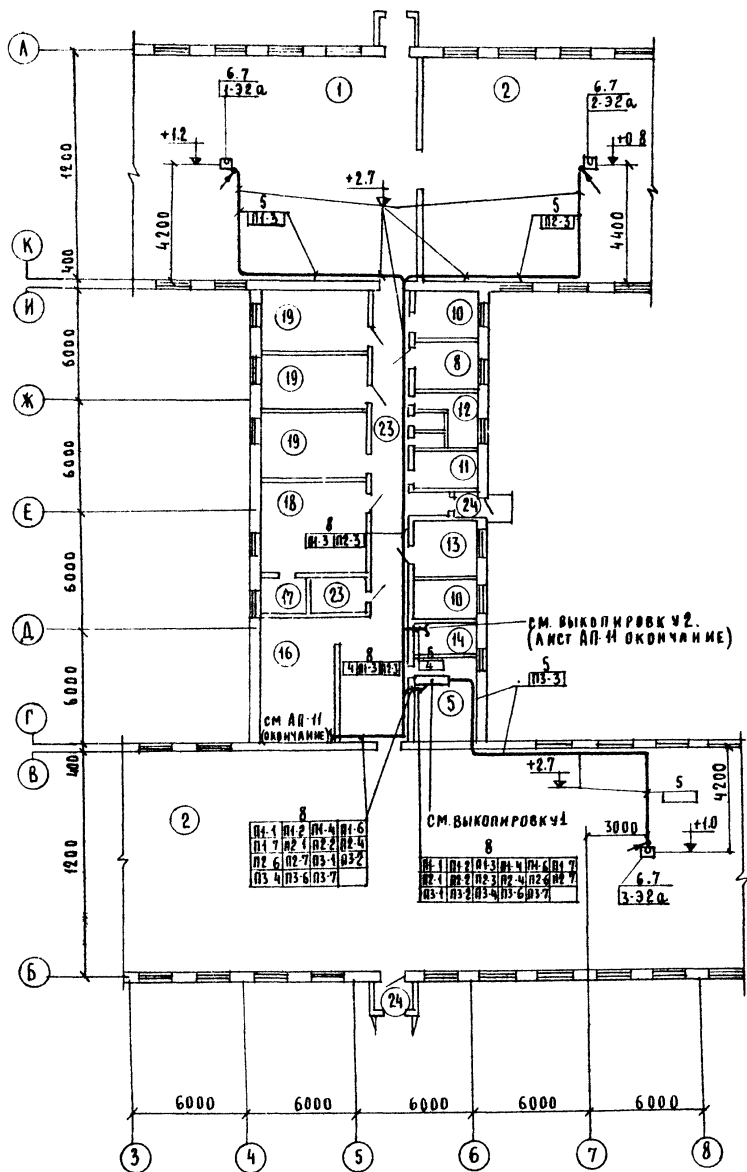 Л
1
2
6.7
1-Э2а
6.7
2-Э2а
+1.2
+2.7
+0.8
1200
4200
5
П1-3
5
П2-3
4400
К
400
И
19
10
6000
19
8
Ж
12
23
19
11
6000
18
24
Е
8
П1-3 П2-3
13
6000
17
23
10
Д
СМ. ВЫКОПИРОВКУ 2.
(ЛИСТ АП-11 ОКОНЧАНИЕ)
14
16
8
4 П1-3 П2-3
6
4
5
П3-3
6000
5
Г
СМ АП-11
(ОКОНЧАНИЕ)
В
400
+2.7
5
4200
2
СМ. ВЫКОПИРОВКУ 1
3000
+1.0
8
П1-1 П1-2 П1-4 П1-6
П1 7 П2 1 П2-2 П2-4
П2 6 П2-7 П3-1 П3-2
П3 4 П3-6 П3-7
8
П1-1 П1-2 П1-3 П1-4 П1-6 П1 7
П2-1 П2-2 П2-3 П2-4 П2-6 П2 7
П3-1 П3-2 П3-4 П3-6 П3-7
1200
6.7
3-Э2а
Б
24
6000 6000 6000 6000 6000
3 4 5 6 7 8